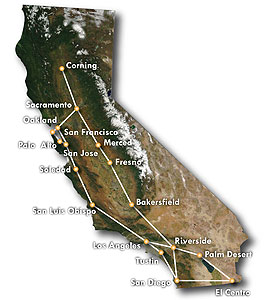 Corning
Sacramento
Oakland
San Francisco
Palo Alto
San Jose
Merced
Fresno
Soledad
Bakersfield
San Luis Obispo
Los Angeles
Riverside
Palm Desert
Tustin
San Diego
El Centro